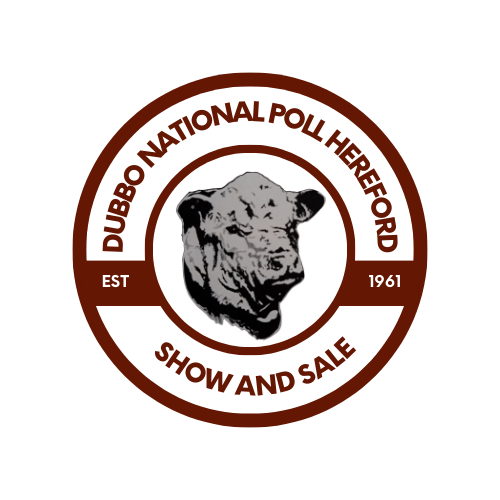 DUBBO NATIONAL POLL HEREFORD
EST
1961
SHOW AND SALE